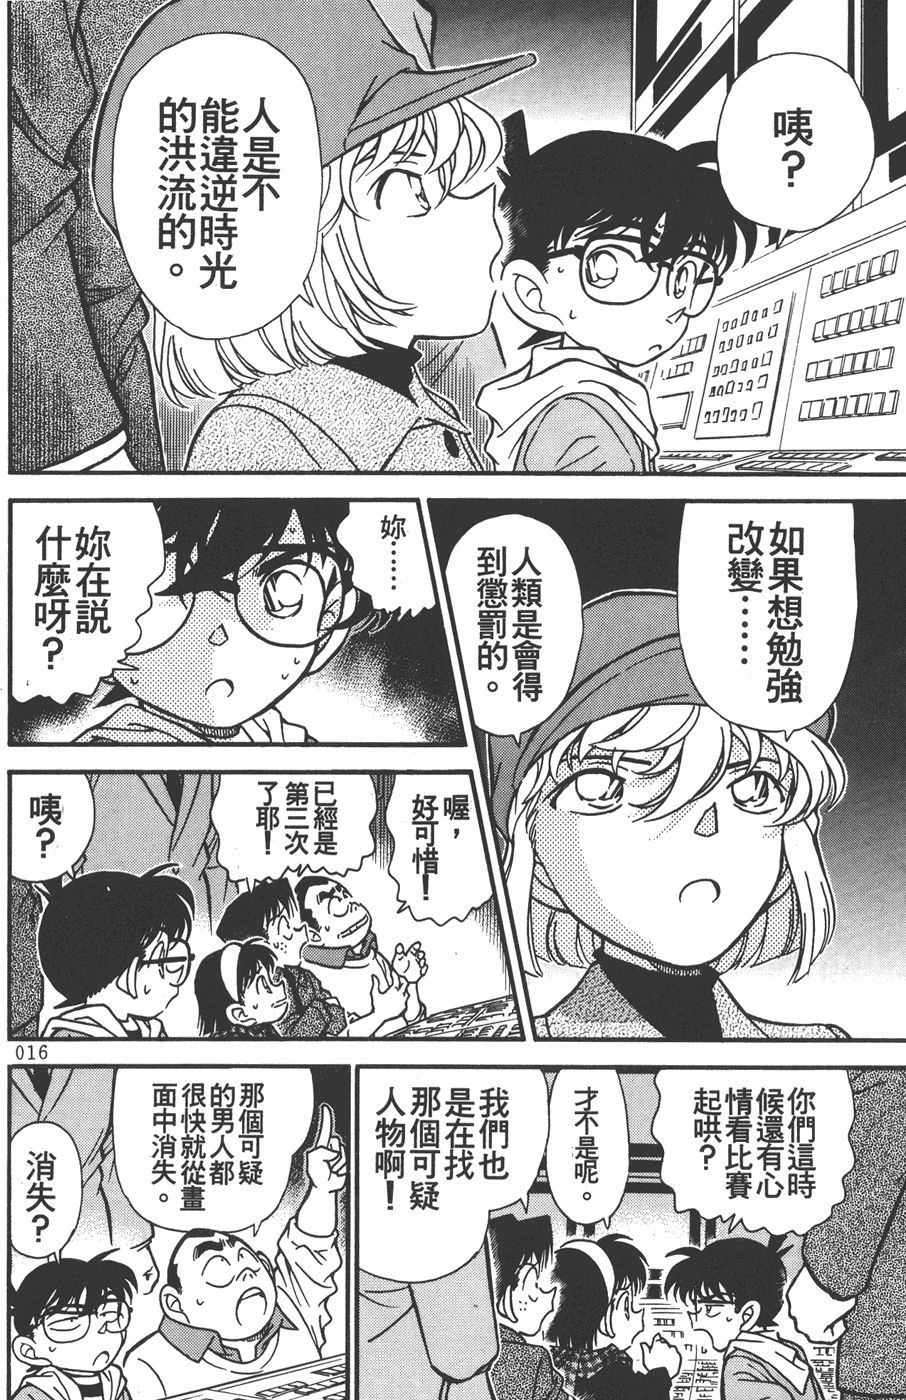 咦？
人是不
能違逆時光
的洪流的。
如果想勉強
改變……
人類是會得
到懲罰的。
妳……
妳在說
什麼呀？
喔，
好可惜！
已經是
第三次
了耶！
咦？
016
你們這時
候還有心
情看比賽
起哄？
才不是呢。
我們也
是在找
那個可疑
人物啊！
那個可疑
的男人都
很快就從畫
面中消失。
消失？